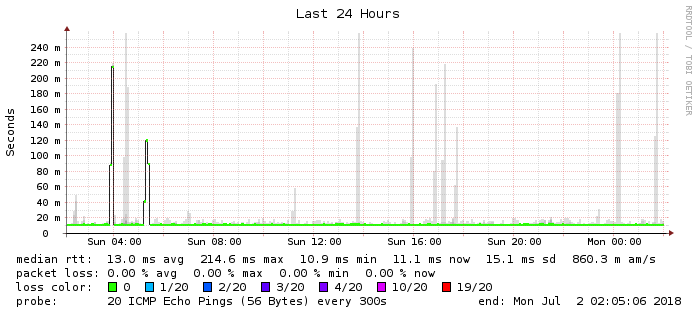 Last 24 Hours
RRDTOOL / TOBI OETIKER
Seconds
240 m
220 m
200 m
180 m
160 m
140 m
120 m
100 m
80 m
60 m
40 m
20 m
0
Sun 04:00 Sun 08:00 Sun 12:00 Sun 16:00 Sun 20:00 Mon 00:00
median rtt: 13.0 ms avg 214.6 ms max 10.9 ms min 11.1 ms now 15.1 ms sd 860.3 m am/s
packet loss: 0.00 % avg 0.00 % max 0.00 % min 0.00 % now
loss color: 0 1/20 2/20 3/20 4/20 10/20 19/20
probe: 20 ICMP Echo Pings (56 Bytes) every 300s end: Mon Jul 2 02:05:06 2018